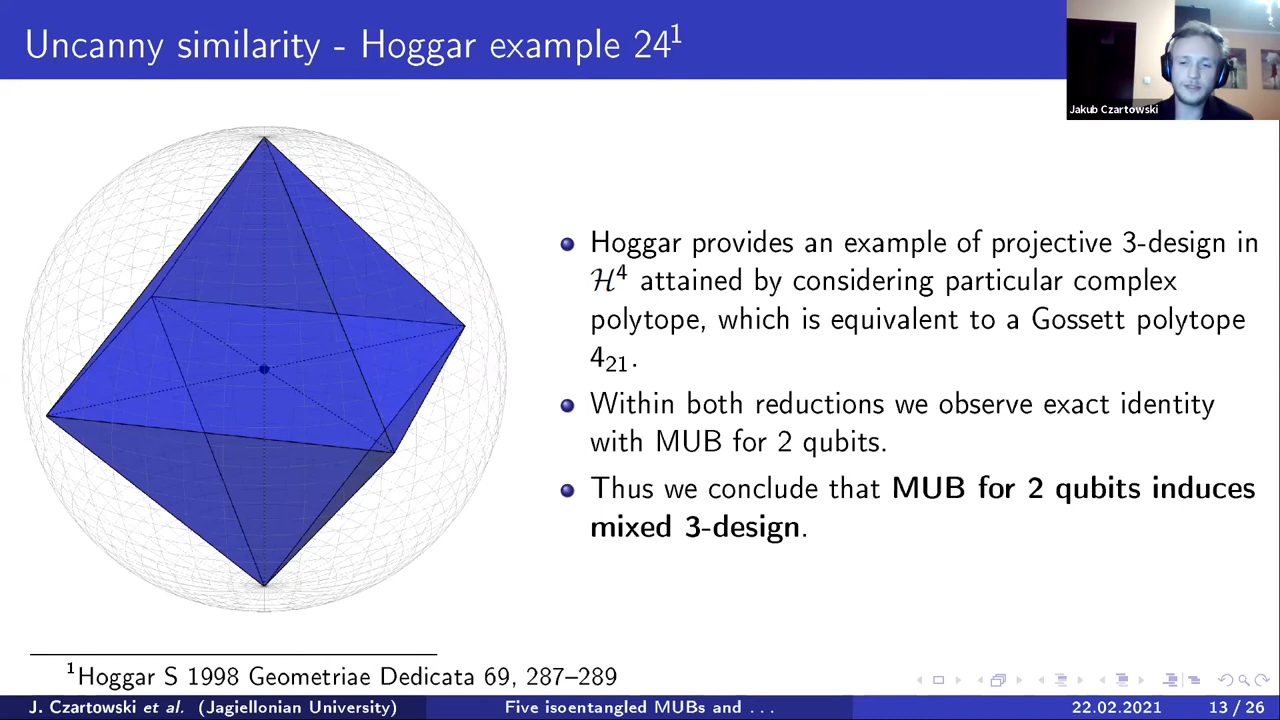 Uncanny similarity - Hoggar example 24¹
Jakub Czartowski
Hoggar provides an example of projective 3-design in
ℋ⁴ attained by considering particular complex
polytope, which is equivalent to a Gossett polytope
4₂₁.
Within both reductions we observe exact identity
with MUB for 2 qubits.
Thus we conclude that MUB for 2 qubits induces
mixed 3-design.
¹Hoggar S 1998 Geometriae Dedicata 69, 287–289
J. Czartowski et al. (Jagiellonian University)
Five isoentangled MUBs and ...
22.02.2021
13 / 26